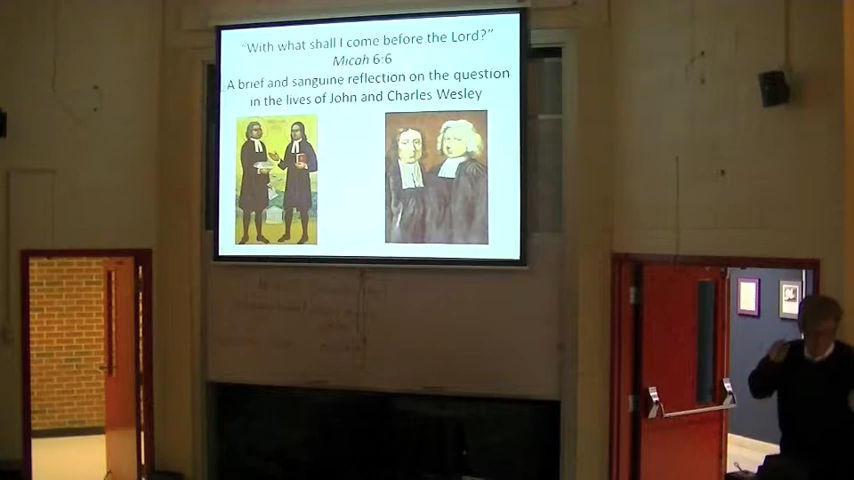 "With what shall I come before the Lord?"
Micah 6:6
A brief and sanguine reflection on the question
in the lives of John and Charles Wesley